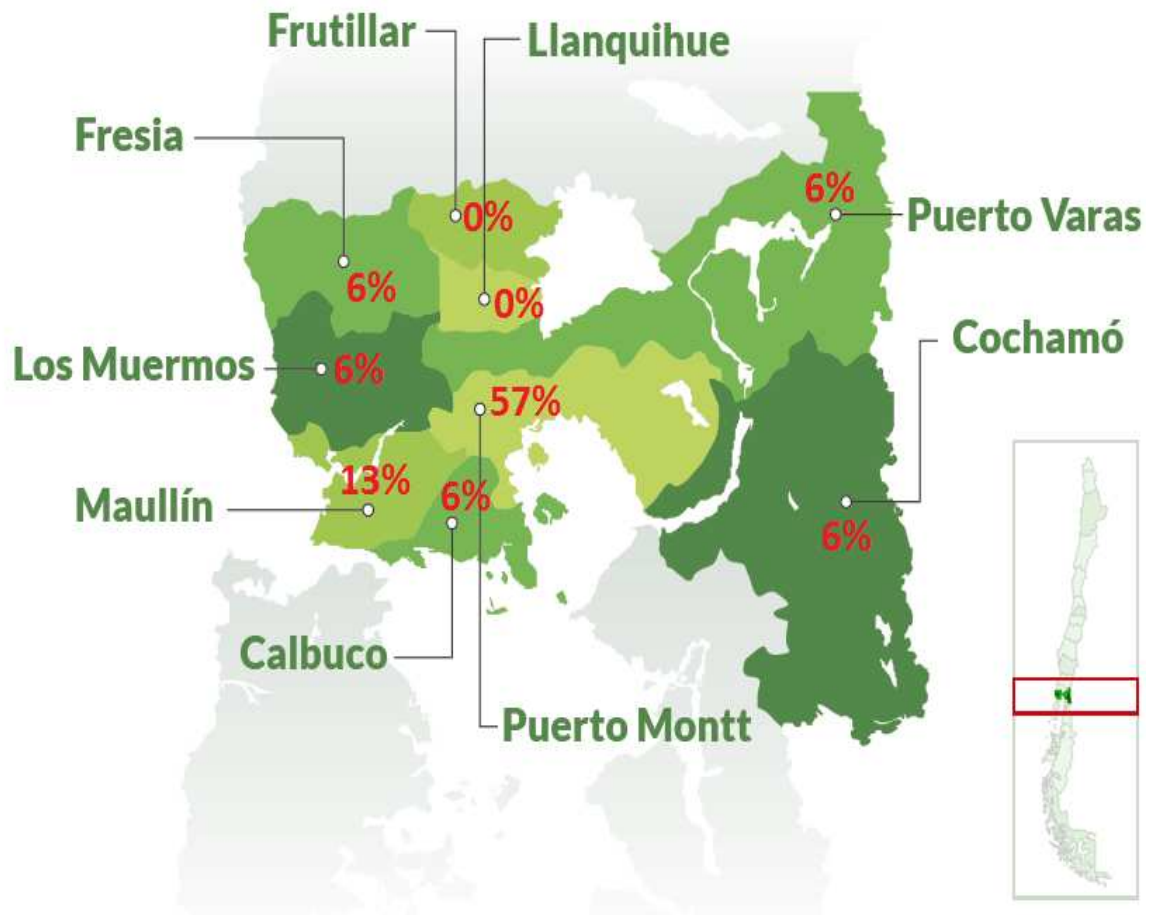 Frutillar
Llanquihue
Fresia
6%
0%
Puerto Varas
6%
0%
Los Muermos
6%
Cochamó
57%
13%
6%
Maullín
6%
Calbuco
Puerto Montt